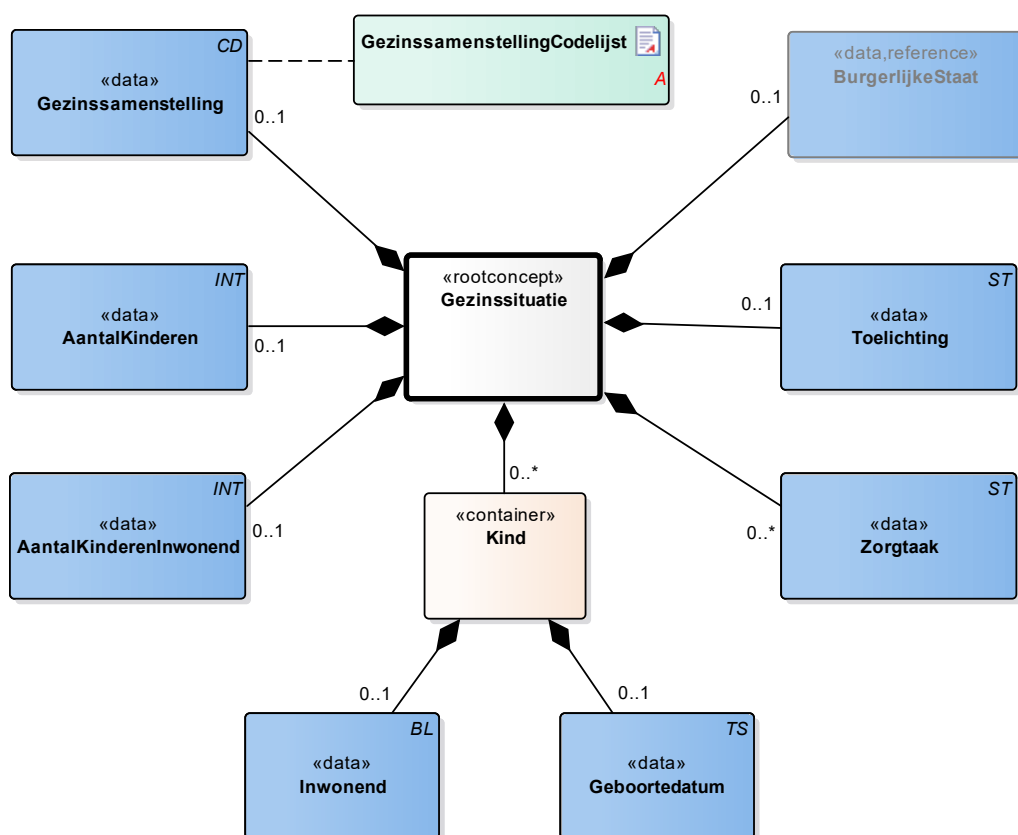 CD
«data»
Gezinssamenstelling
0..1
GezinssamenstellingCodelijst
A
A
«data,reference»
BurgerlijkeStaat
0..1
INT
«data»
AantalKinderen
0..1
«rootconcept»
Gezinssituatie
ST
«data»
Toelichting
0..1
INT
«data»
AantalKinderenInwonend
0..1
0..*
«container»
Kind
ST
«data»
Zorgtaak
0..*
0..1
BL
«data»
Inwonend
0..1
TS
«data»
Geboortedatum